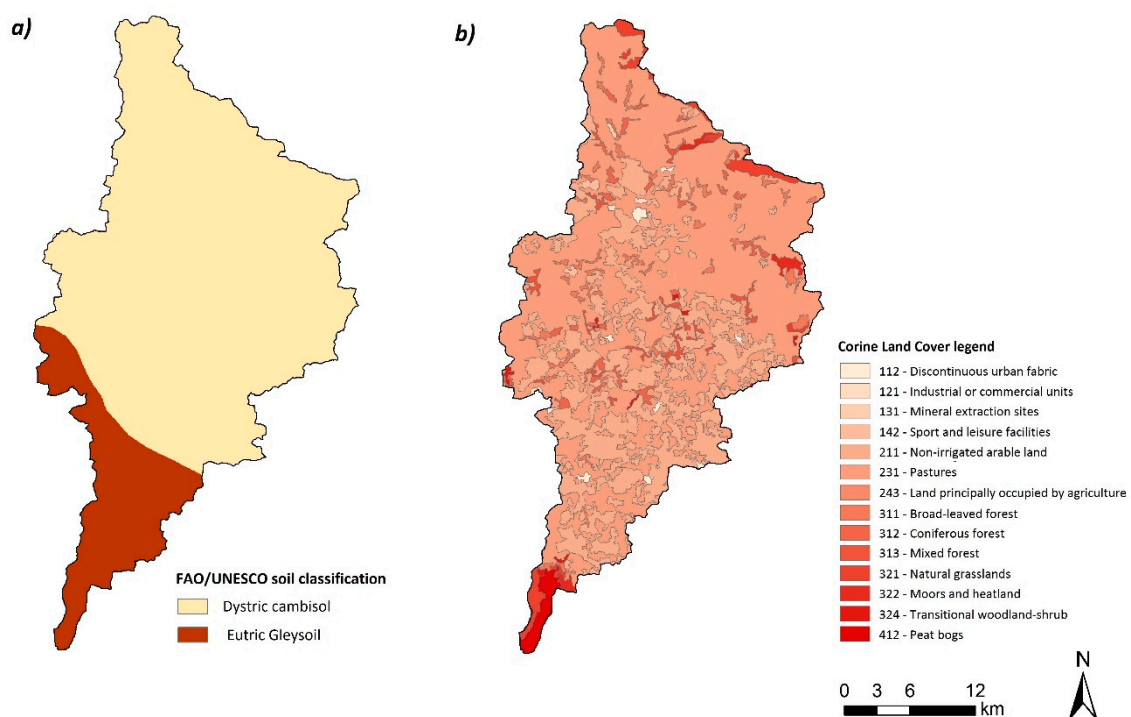 a)
b)
FAO/UNESCO soil classification
Dystric cambisol
Eutric Gleysoil
Corine Land Cover legend
112 - Discontinuous urban fabric
121 - Industrial or commercial units
131 - Mineral extraction sites
142 - Sport and leisure facilities
211 - Non-irrigated arable land
231 - Pastures
243 - Land principally occupied by agriculture
311 - Broad-leaved forest
312 - Coniferous forest
313 - Mixed forest
321 - Natural grasslands
322 - Moors and heatland
324 - Transitional woodland-shrub
412 - Peat bogs
0 3 6 12
km
N